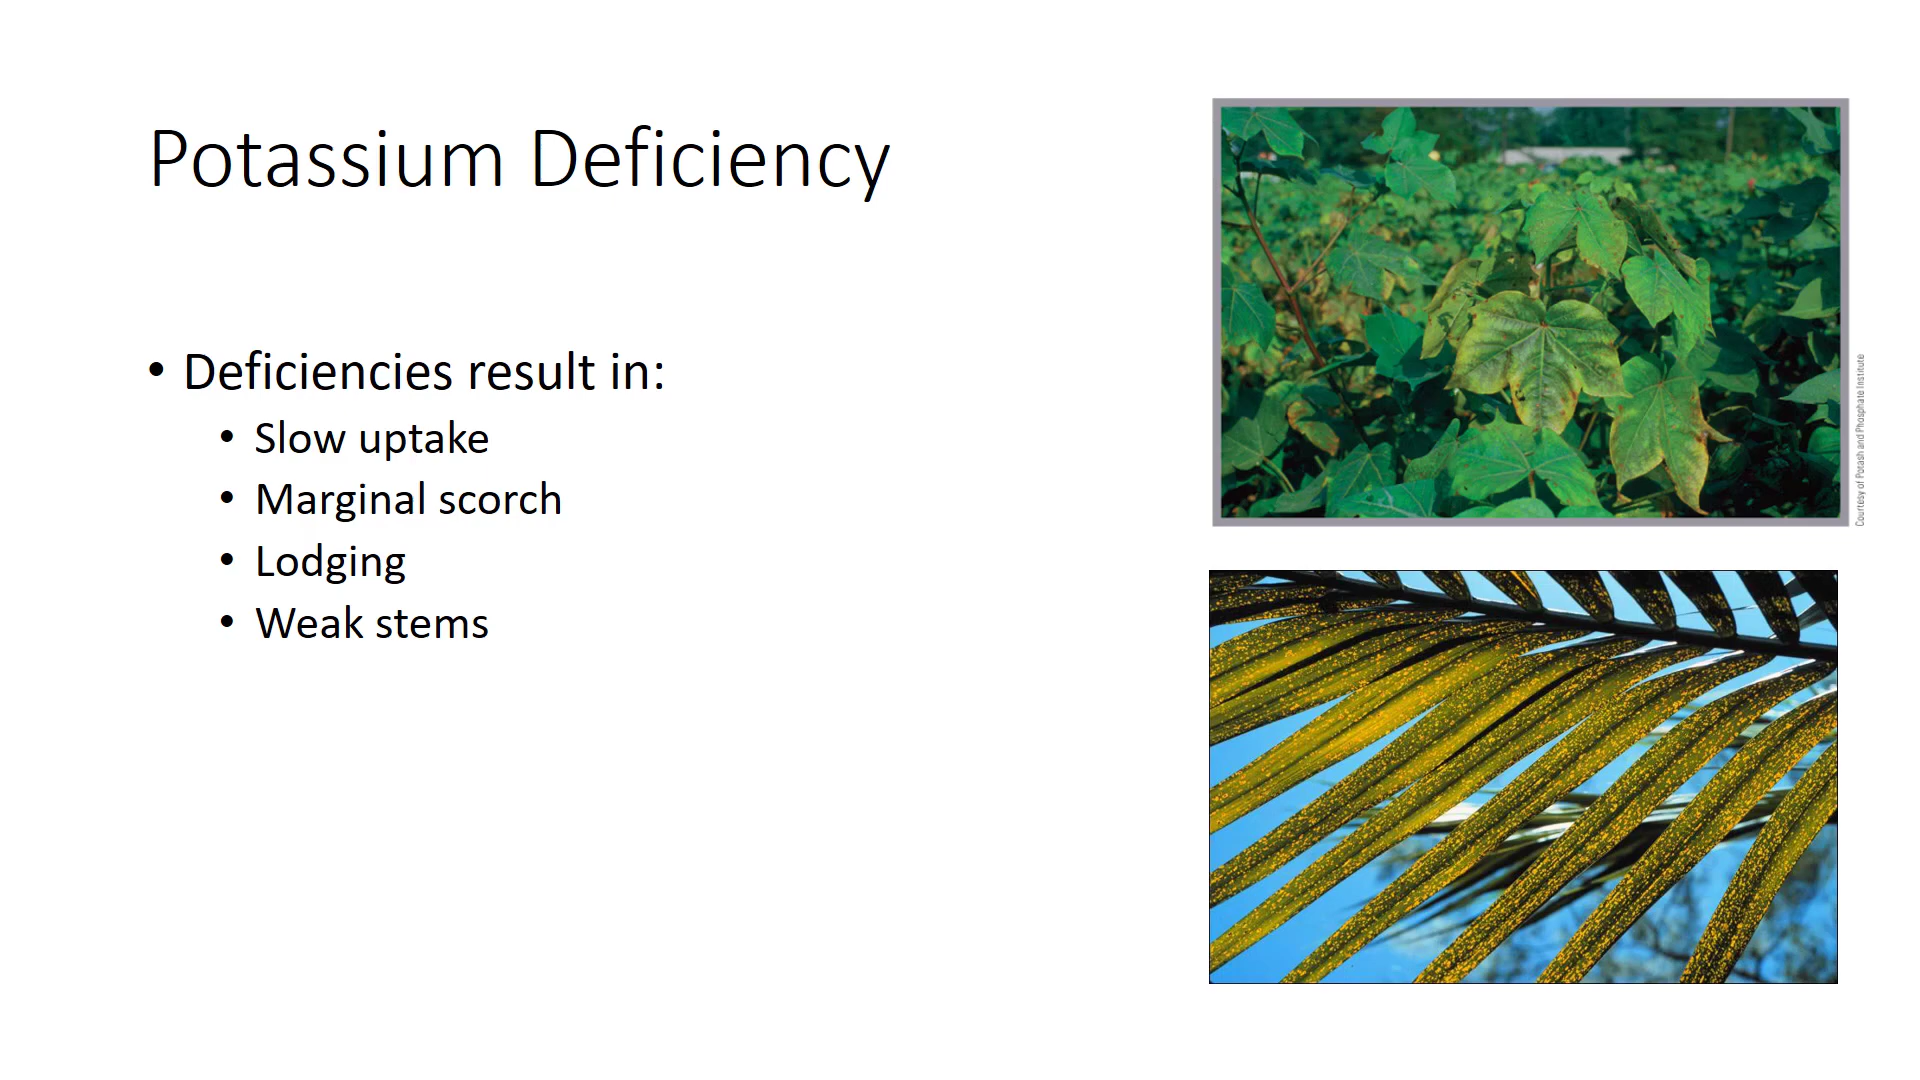 Potassium Deficiency
• Deficiencies result in:
• Slow uptake
• Marginal scorch
• Lodging
• Weak stems
Courtesy of Potash and Phosphate Institute